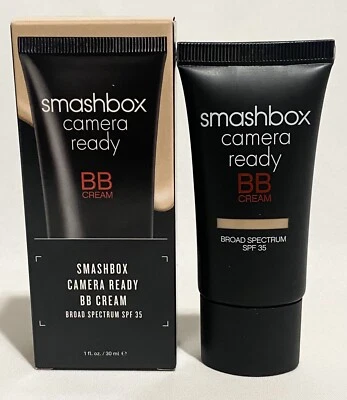 smashbox
camera
ready
BB
CREAM
SMASHBOX
CAMERA READY
BB CREAM
BROAD SPECTRUM SPF 35
1 fl. oz. / 30 ml ℮
smashbox
camera
ready
BB
CREAM
BROAD SPECTRUM
SPF 35